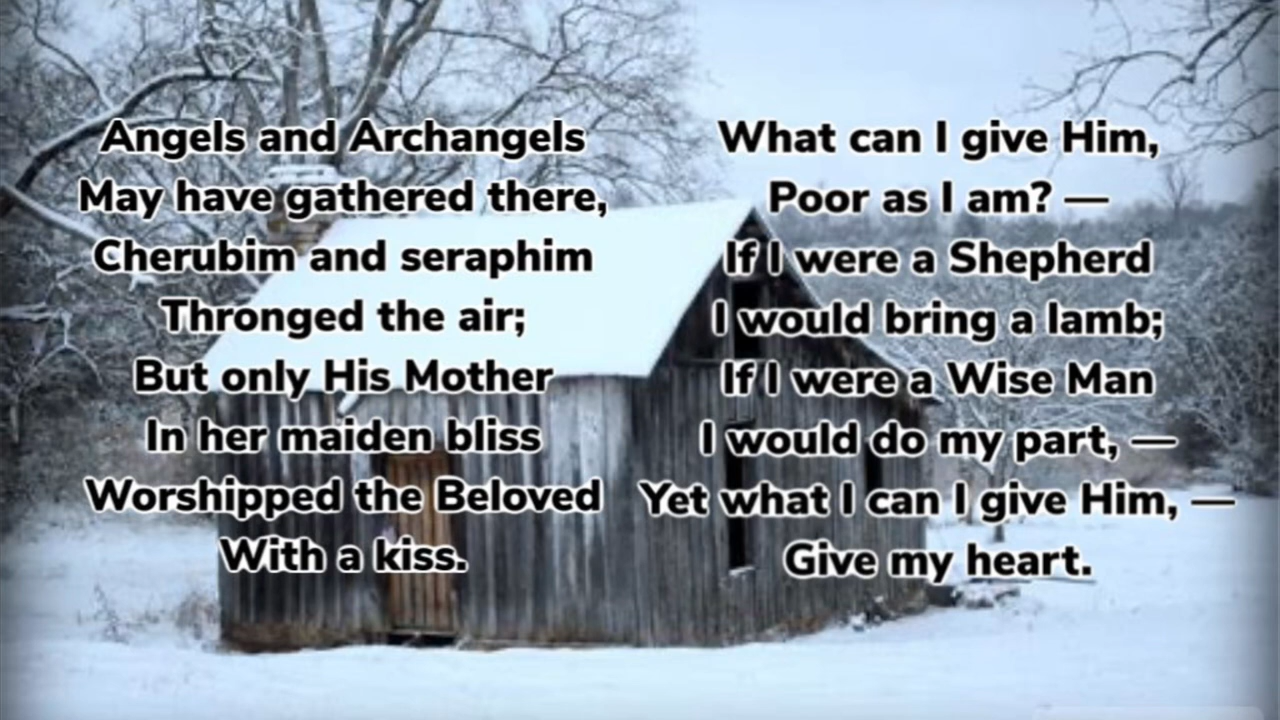 Angels and Archangels
May have gathered there,
Cherubim and seraphim
Thronged the air;
But only His Mother
In her maiden bliss
Worshipped the Beloved
With a kiss.
What can I give Him,
Poor as I am? —
If I were a Shepherd
I would bring a lamb;
If I were a Wise Man
I would do my part, —
Yet what I can I give Him, —
Give my heart.